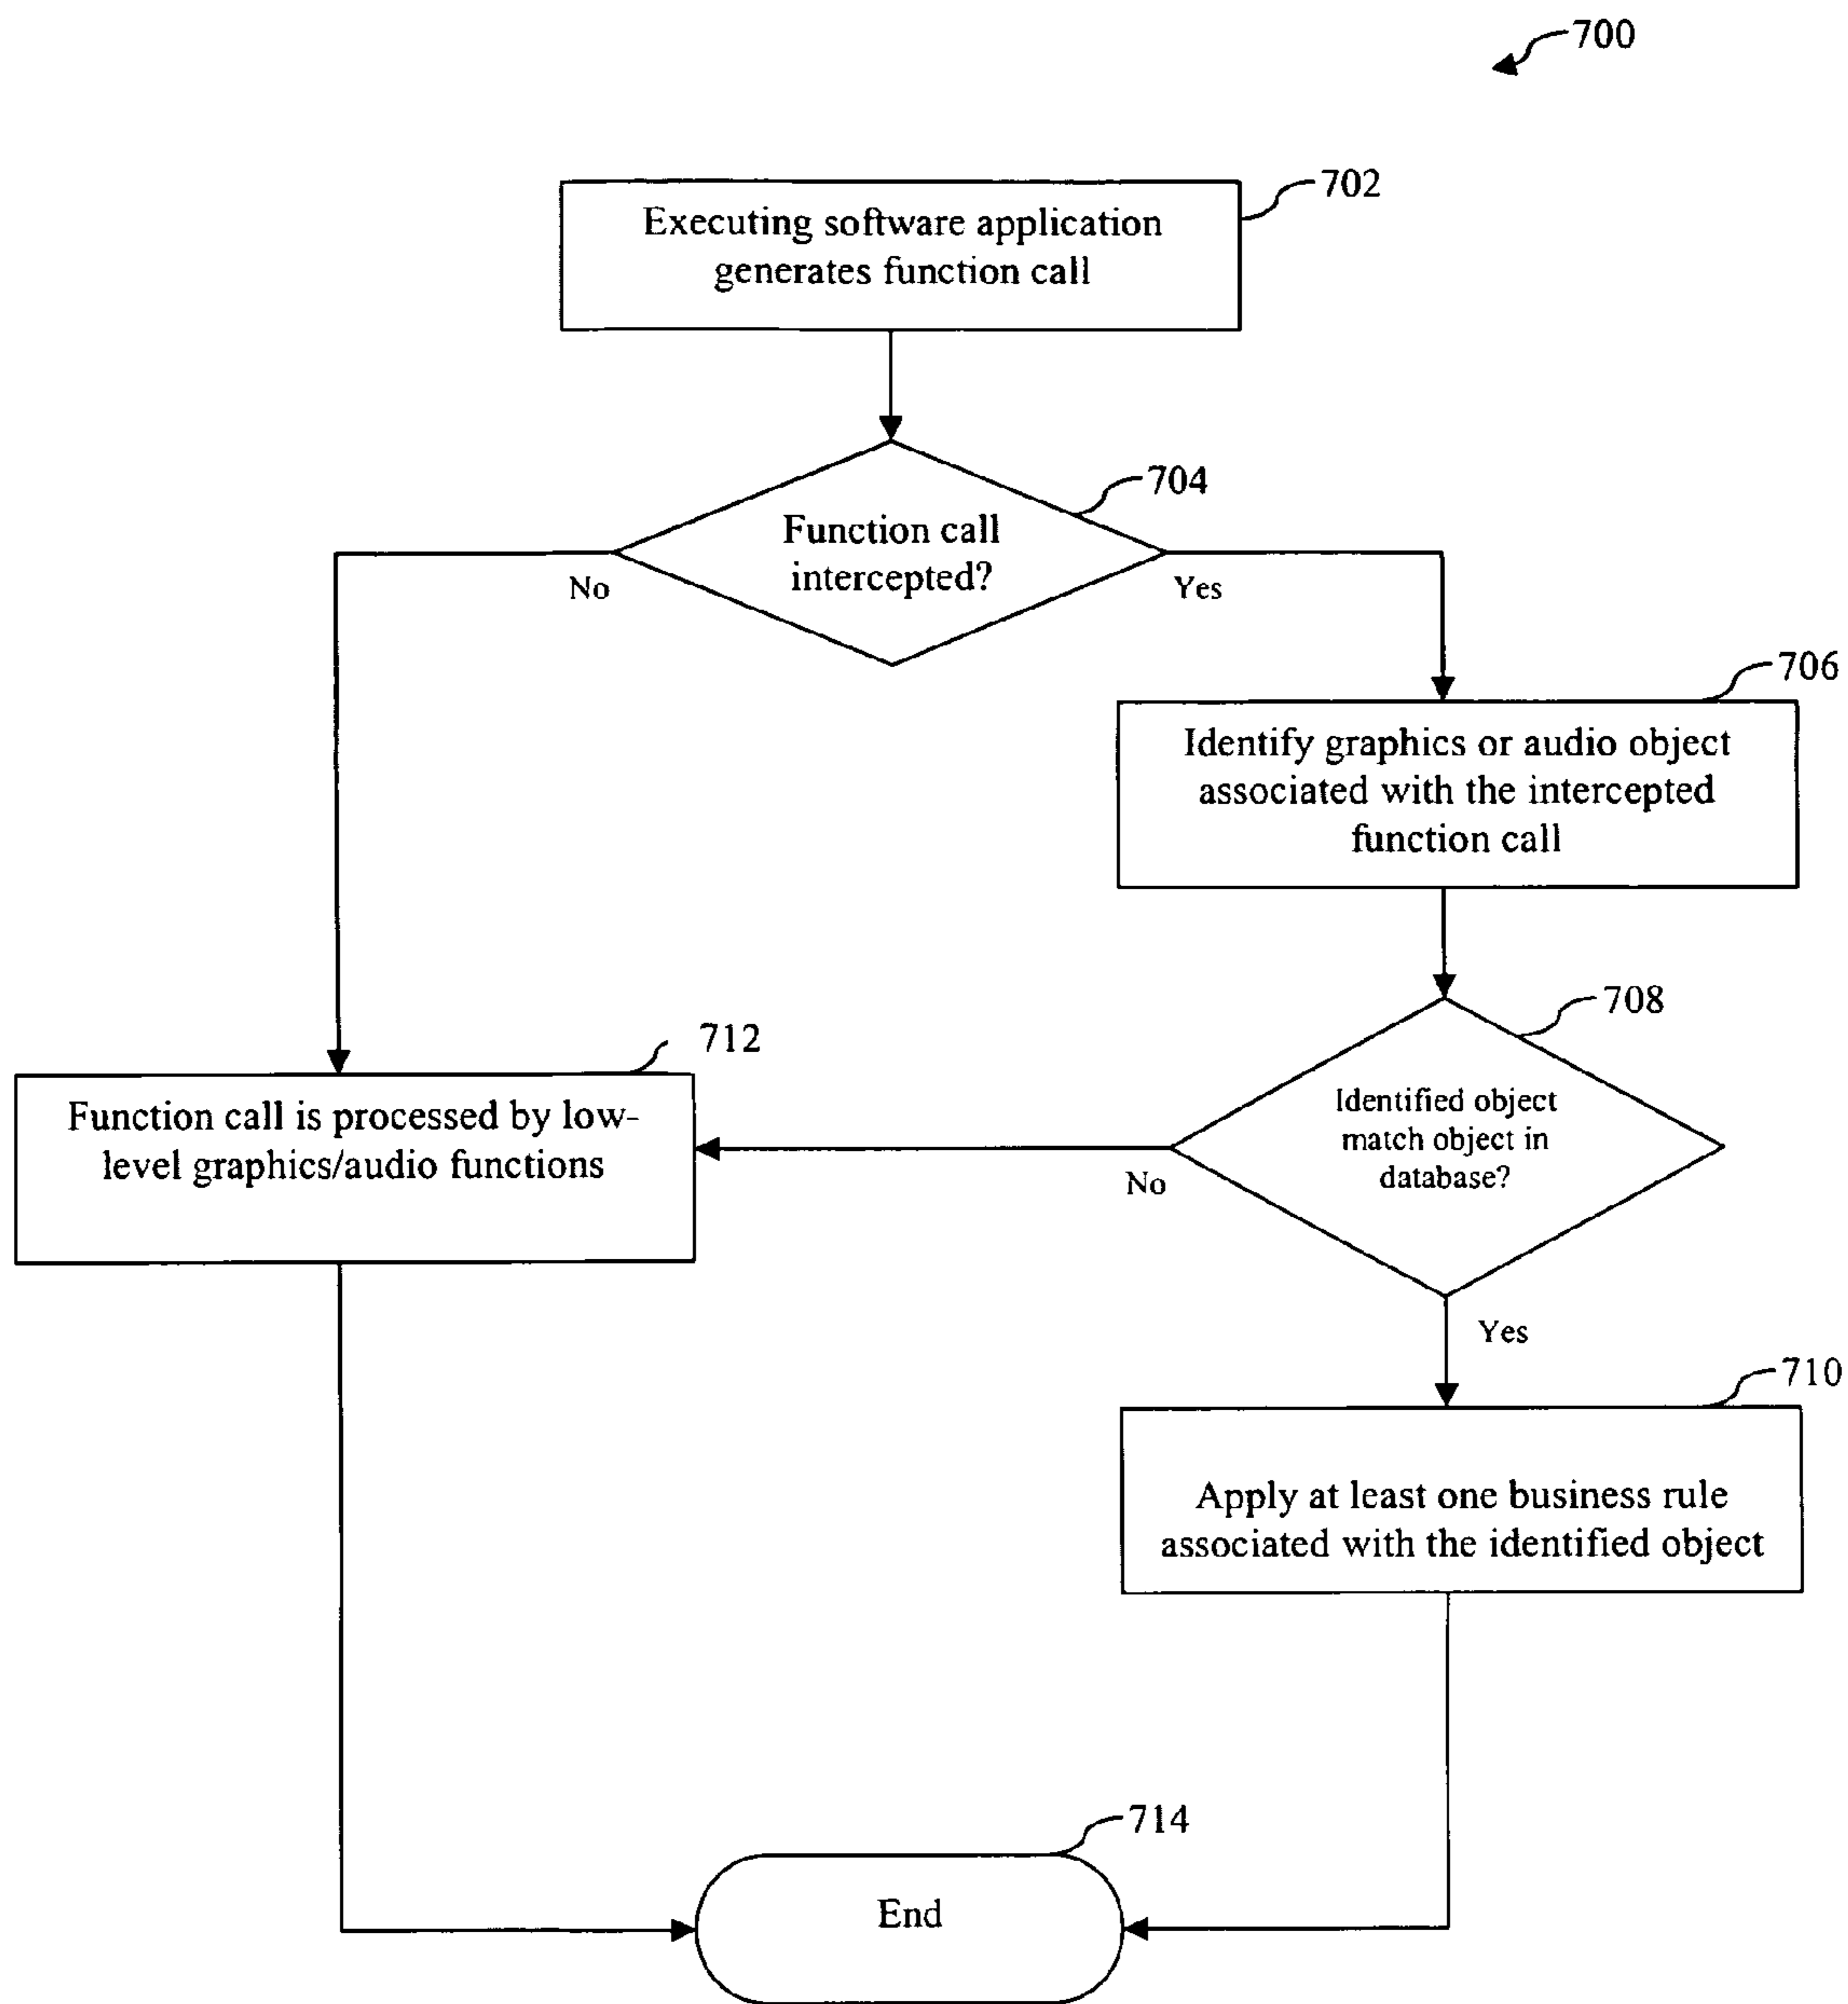 700
702
Executing software application
generates function call
704
Function call
intercepted?
No
Yes
706
Identify graphics or audio object
associated with the intercepted
function call
708
Identified object
match object in
database?
No
Yes
712
Function call is processed by low-
level graphics/audio functions
710
Apply at least one business rule
associated with the identified object
714
End